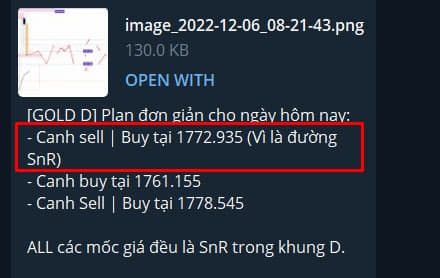 image_2022-12-06_08-21-43.png
130.0 KB
OPEN WITH
[GOLD D] Plan đơn giản cho ngày hôm nay:
- Canh sell | Buy tại 1772.935 (Vì là đường
SnR)
- Canh buy tại 1761.155
- Canh Sell | Buy tại 1778.545
ALL các mốc giá đều là SnR trong khung D.